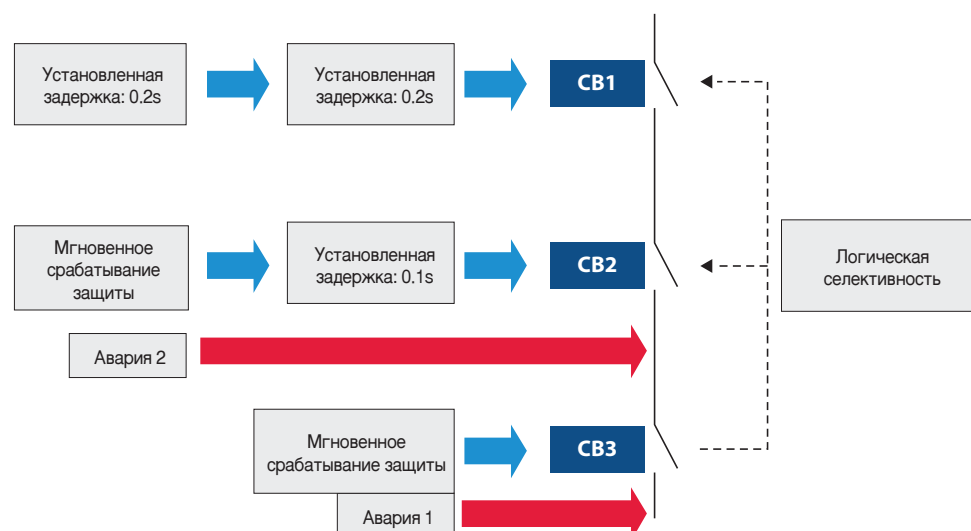 Установленная
задержка: 0.2s
Установленная
задержка: 0.2s
CB1
Мгновенное
срабатывание
защиты
Установленная
задержка: 0.1s
CB2
Логическая
селективность
Авария 2
Мгновенное
срабатывание защиты
CB3
Авария 1